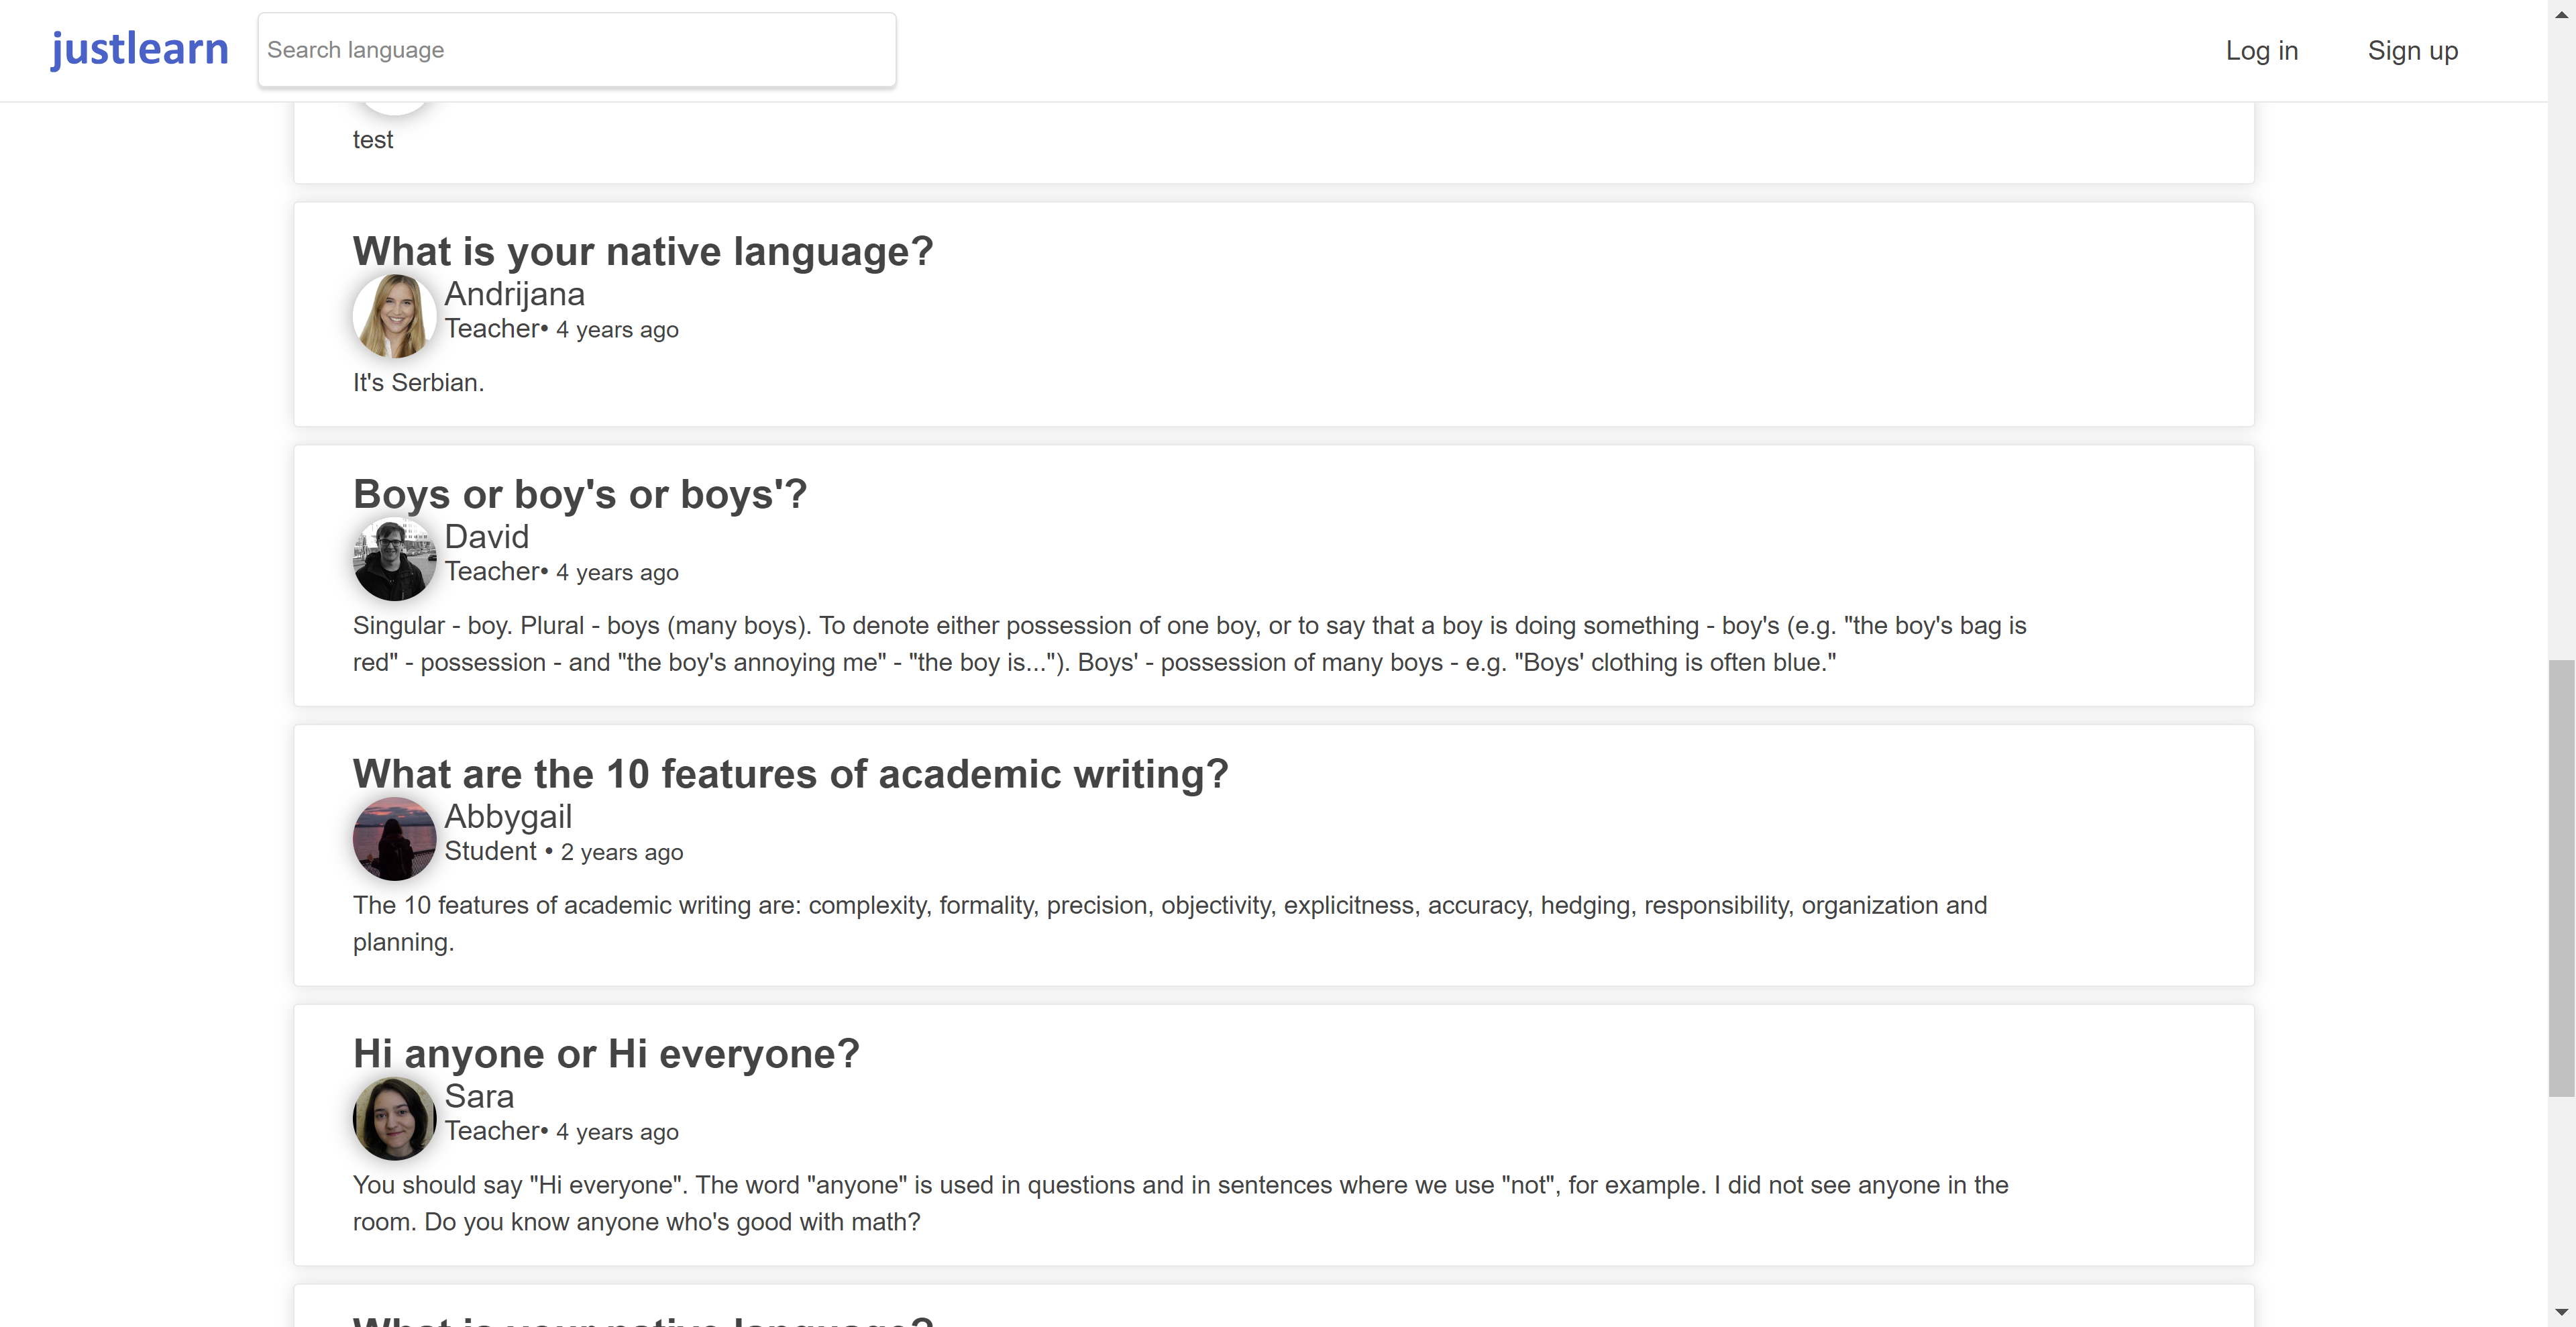 justlearn
Search language
Log in
Sign up
test
What is your native language?
Andrijana
Teacher• 4 years ago
It's Serbian.
Boys or boy's or boys'?
David
Teacher• 4 years ago
Singular - boy. Plural - boys (many boys). To denote either possession of one boy, or to say that a boy is doing something - boy's (e.g. "the boy's bag is
red" - possession - and "the boy's annoying me" - "the boy is..."). Boys' - possession of many boys - e.g. "Boys' clothing is often blue."
What are the 10 features of academic writing?
Abbygail
Student • 2 years ago
The 10 features of academic writing are: complexity, formality, precision, objectivity, explicitness, accuracy, hedging, responsibility, organization and
planning.
Hi anyone or Hi everyone?
Sara
Teacher• 4 years ago
You should say "Hi everyone". The word "anyone" is used in questions and in sentences where we use "not", for example. I did not see anyone in the
room. Do you know anyone who's good with math?
What is your native language?